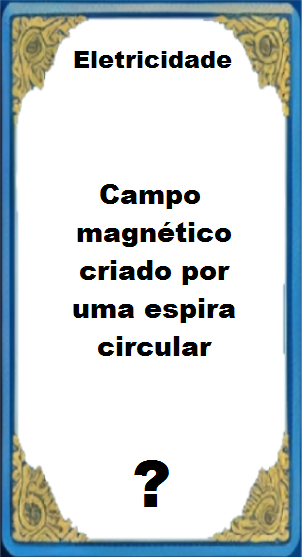 Eletricidade
Campo
magnético
criado por
uma espira
circular
?